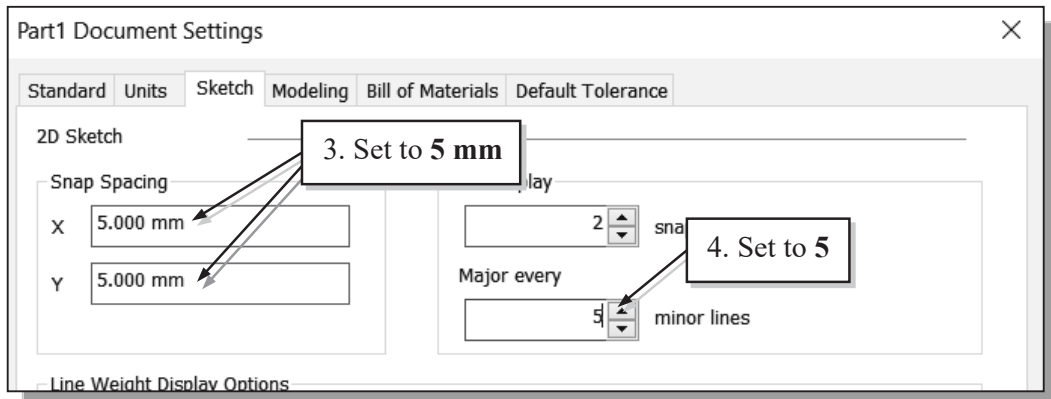 Part1 Document Settings
Standard Units Sketch Modeling Bill of Materials Default Tolerance
2D Sketch
3. Set to 5 mm
Snap Spacing
X 5.000 mm
Y 5.000 mm
2
4. Set to 5
Major every
5 minor lines
Line Weight Display Options